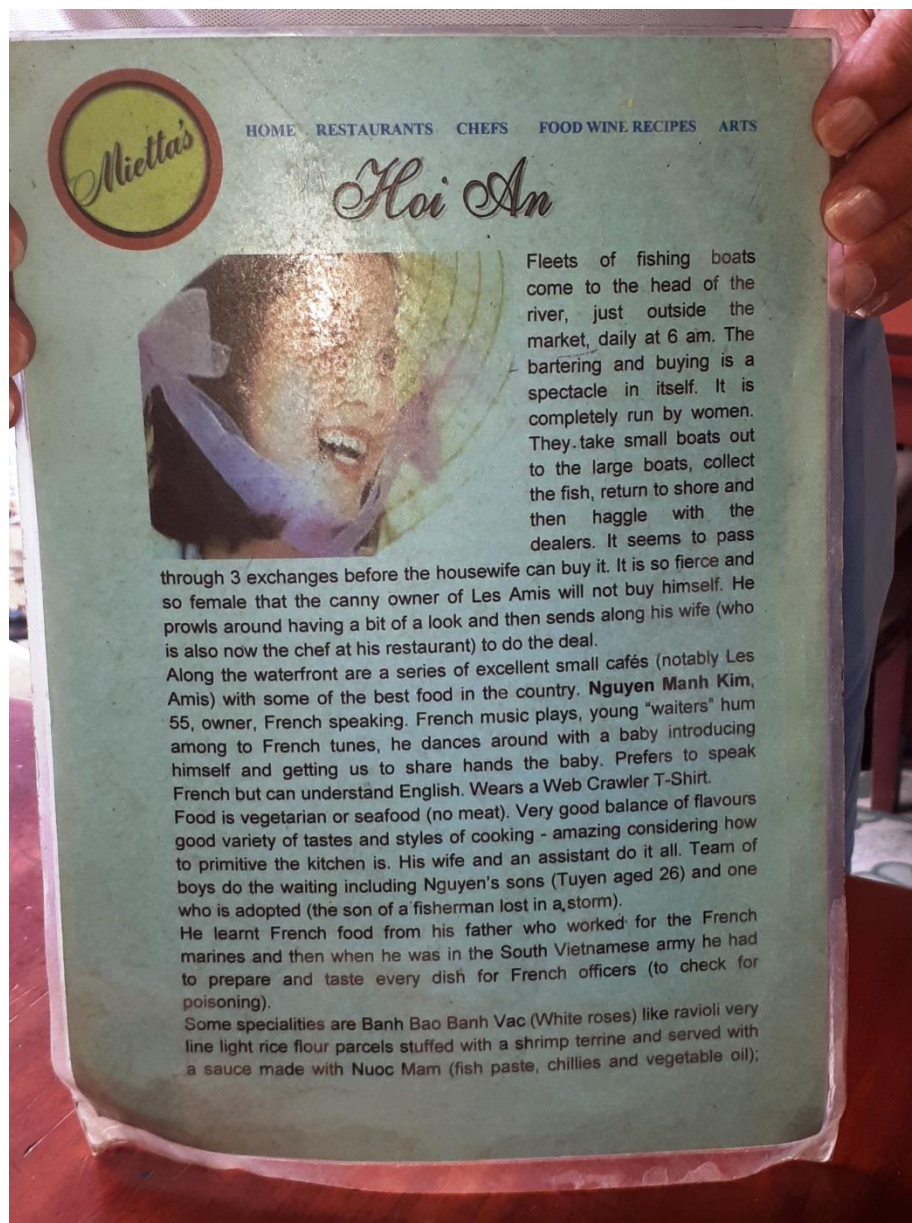 Mietta's
HOME RESTAURANTS CHEFS FOOD WINE RECIPES ARTS
Hoi An
Fleets of fishing boats
come to the head of the
river, just outside the
market, daily at 6 am. The
bartering and buying is a
spectacle in itself. It is
completely run by women.
They take small boats out
to the large boats, collect
the fish, return to shore and
then haggle with the
dealers. It seems to pass
through 3 exchanges before the housewife can buy it. It is so fierce and
so female that the canny owner of Les Amis will not buy himself. He
prowls around having a bit of a look and then sends along his wife (who
is also now the chef at his restaurant) to do the deal.
Along the waterfront are a series of excellent small cafés (notably Les
Amis) with some of the best food in the country. Nguyen Manh Kim,
55, owner, French speaking. French music plays, young “waiters” hum
among to French tunes, he dances around with a baby introducing
himself and getting us to share hands the baby. Prefers to speak
French but can understand English. Wears a Web Crawler T-Shirt.
Food is vegetarian or seafood (no meat). Very good balance of flavours
good variety of tastes and styles of cooking - amazing considering how
to primitive the kitchen is. His wife and an assistant do it all. Team of
boys do the waiting including Nguyen's sons (Tuyen aged 26) and one
who is adopted (the son of a fisherman lost in a storm).
He learnt French food from his father who worked for the French
marines and then when he was in the South Vietnamese army he had
to prepare and taste every dish for French officers (to check for
poisoning).
Some specialities are Banh Bao Banh Vac (White roses) like ravioli very
line light rice flour parcels stuffed with a shrimp terrine and served with
a sauce made with Nuoc Mam (fish paste, chillies and vegetable oil);